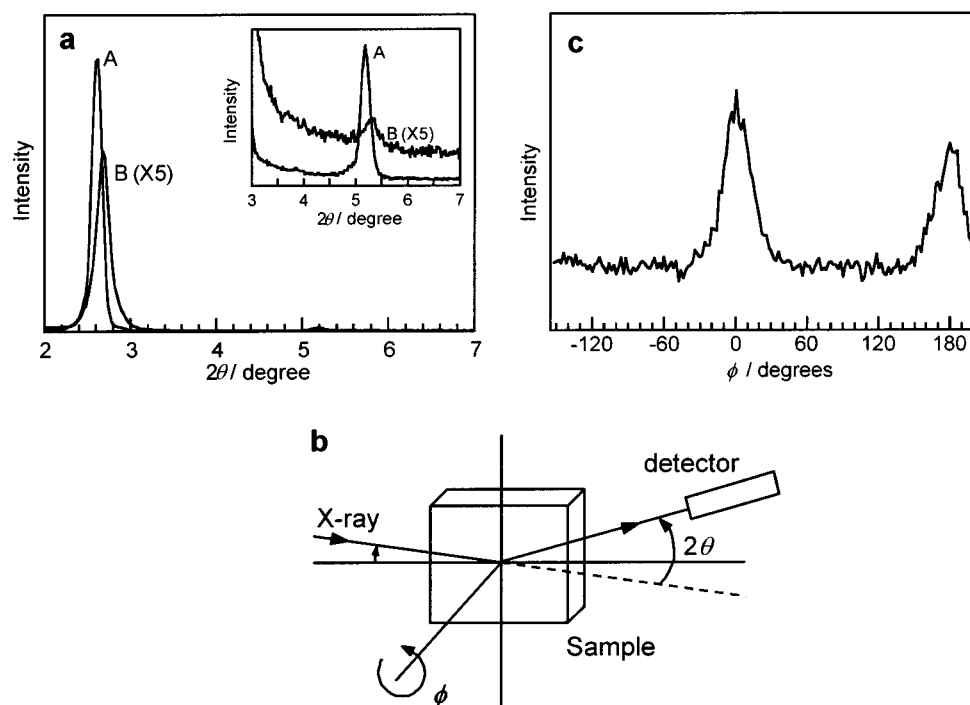 a
A
B (X5)
Intensity
2 3 4 5 6 7
2θ / degree
A
B (X5)
Intensity
3 4 5 6 7
2θ / degree
c
Intensity
-120 -60 0 60 120 180
ϕ / degrees
b
detector
X-ray
2θ
Sample
ϕ